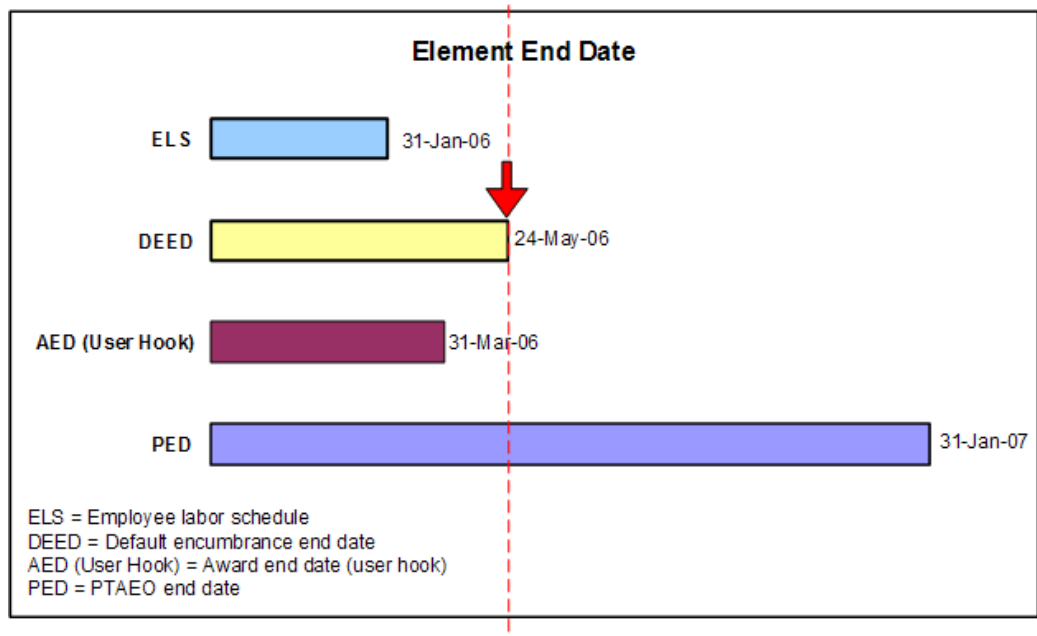 Element End Date
ELS
31-Jan-06
DEED
24-May-06
AED (User Hook)
31-Mar-06
PED
31-Jan-07
ELS = Employee labor schedule
DEED = Default encumbrance end date
AED (User Hook) = Award end date (user hook)
PED = PTAEO end date